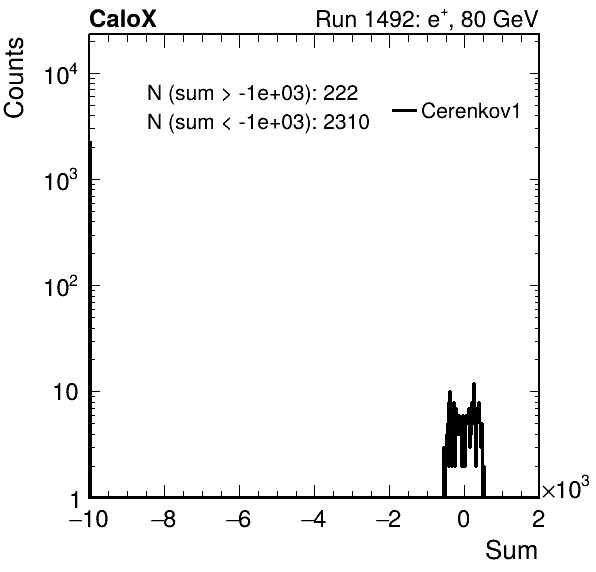 CaloX Run 1492: e⁺, 80 GeV
Counts
N (sum > -1e+03): 222
N (sum < -1e+03): 2310
Cerenkov1
10⁴
10³
10²
10
1
−10 −8 −6 −4 −2 0 2
×10³
Sum